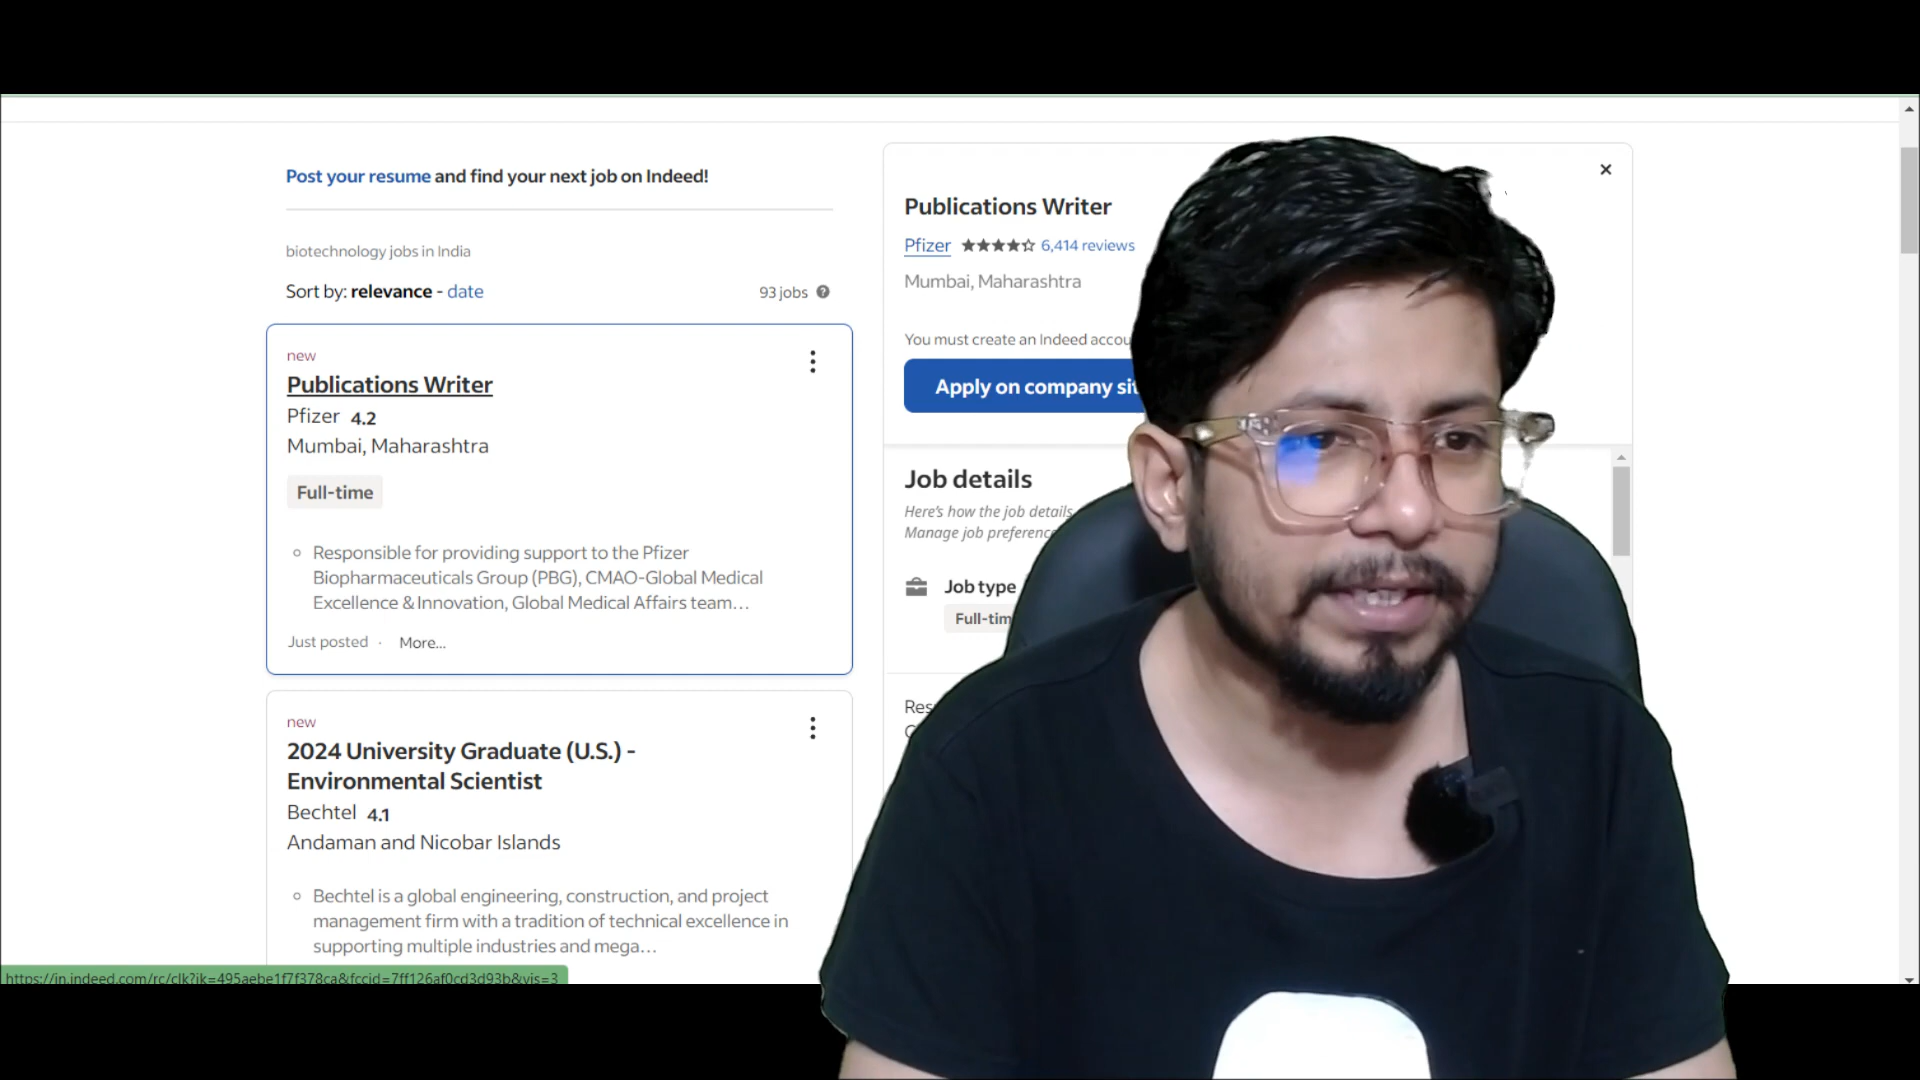 Post your resume and find your next job on Indeed!
biotechnology jobs in India
Sort by: relevance - date
93 jobs
new
Publications Writer
Pfizer 4.2
Mumbai, Maharashtra
Full-time
Responsible for providing support to the Pfizer
Biopharmaceuticals Group (PBG), CMAO-Global Medical
Excellence & Innovation, Global Medical Affairs team...
Just posted · More...
new
2024 University Graduate (U.S.) -
Environmental Scientist
Bechtel 4.1
Andaman and Nicobar Islands
Bechtel is a global engineering, construction, and project
management firm with a tradition of technical excellence in
supporting multiple industries and mega...
https://in.indeed.com/rc/clk?jk=495aebe1f7f378ca&fccid=7ff126af0cd3d93b&vjs=3
Publications Writer
Pfizer 6,414 reviews
Mumbai, Maharashtra
You must create an Indeed
Apply on company
Job details
Here's how the job details
Manage job
Job type